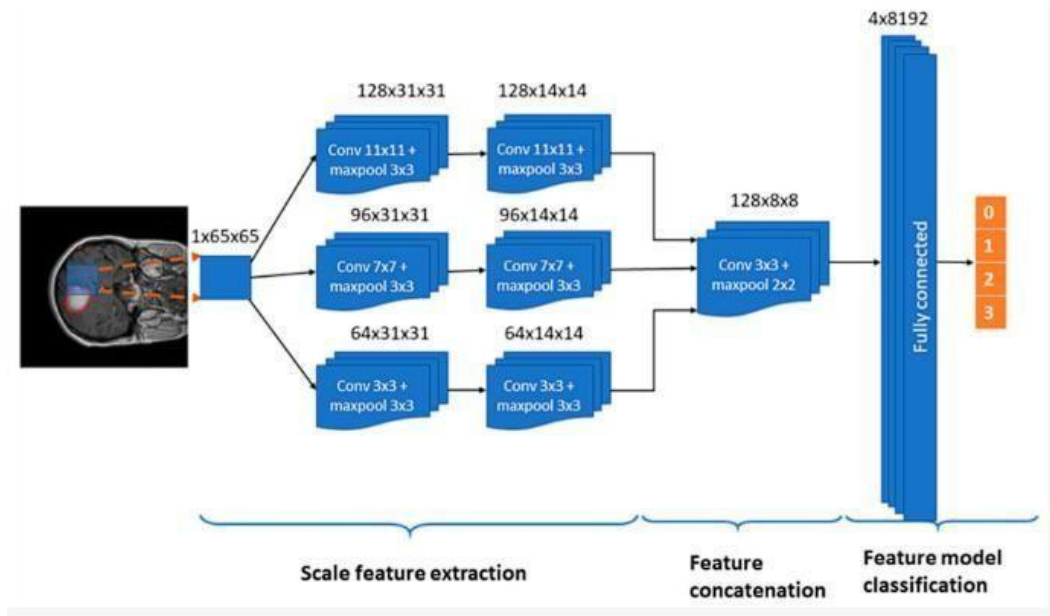 4x8192
128x31x31
128x14x14
Conv 11x11 +
maxpool 3x3
Conv 11x11 +
maxpool 3x3
1x65x65
96x31x31
96x14x14
128x8x8
Conv 7x7 +
maxpool 3x3
Conv 7x7 +
maxpool 3x3
Conv 3x3 +
maxpool 2x2
64x31x31
64x14x14
Conv 3x3 +
maxpool 3x3
Conv 3x3 +
maxpool 3x3
Fully connected
0
1
2
3
Scale feature extraction
Feature
concatenation
Feature model
classification